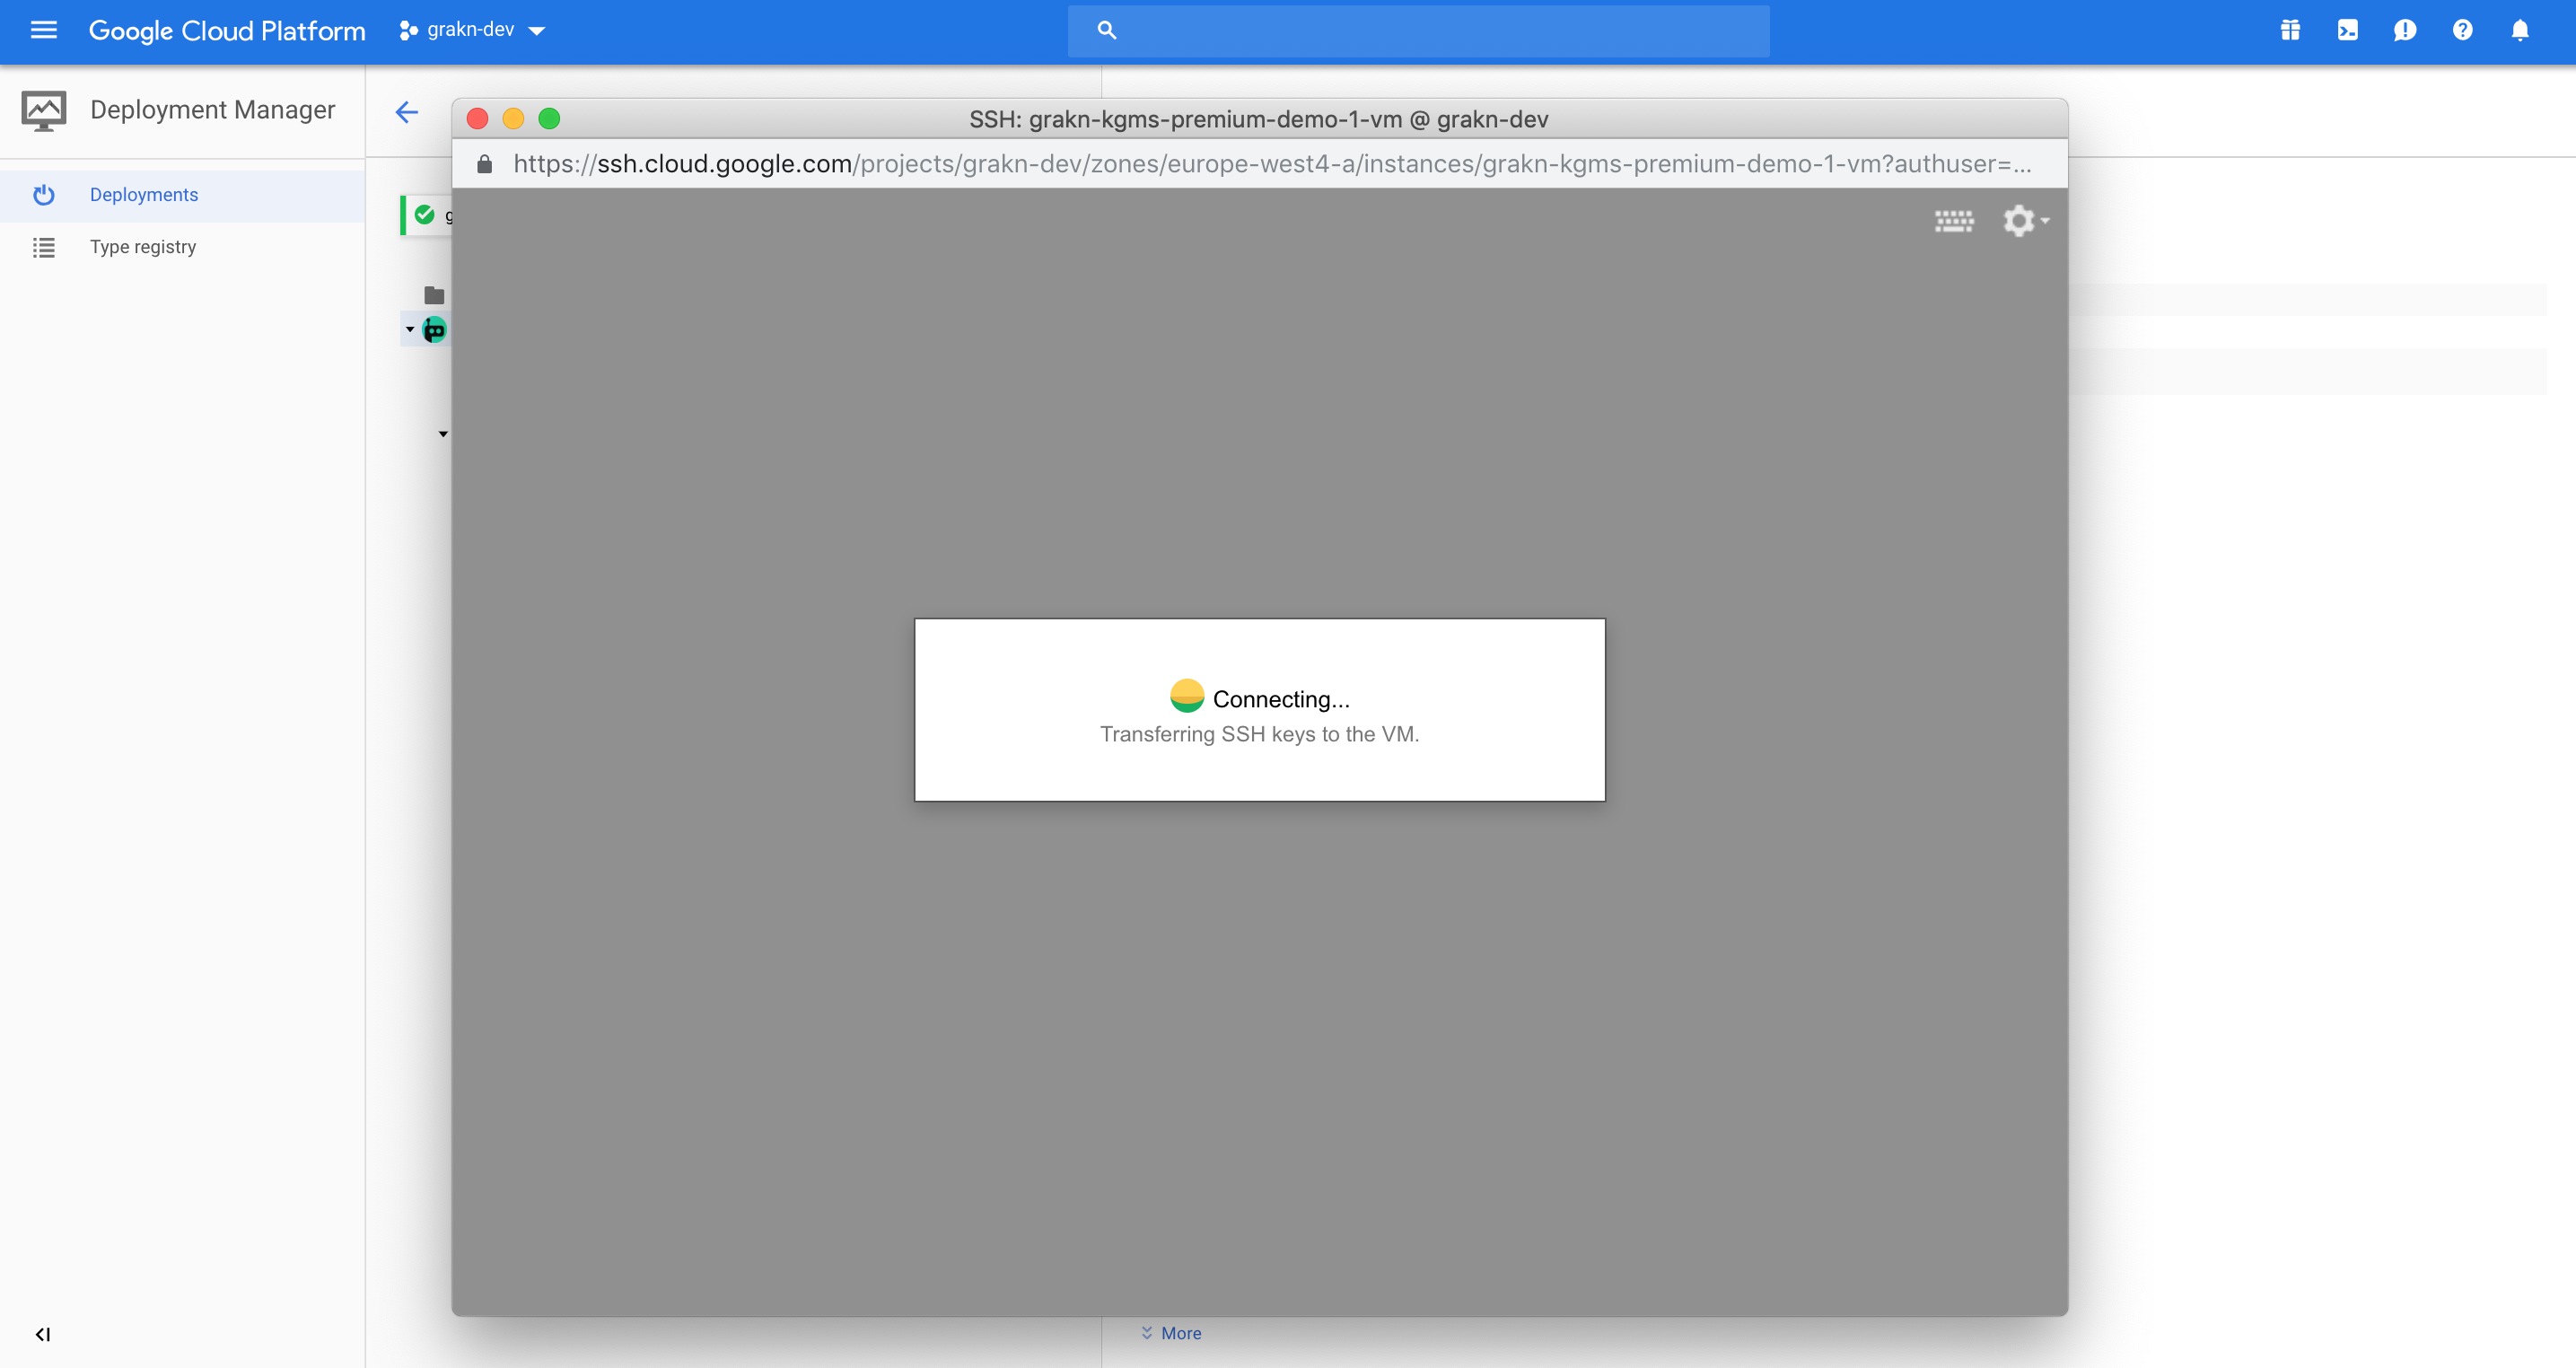 Google Cloud Platform
grakn-dev
Deployment Manager
Deployments
Type registry
SSH: grakn-kgms-premium-demo-1-vm @ grakn-dev
https://ssh.cloud.google.com/projects/grakn-dev/zones/europe-west4-a/instances/grakn-kgms-premium-demo-1-vm?authuser=...
g
Connecting...
Transferring SSH keys to the VM.
More